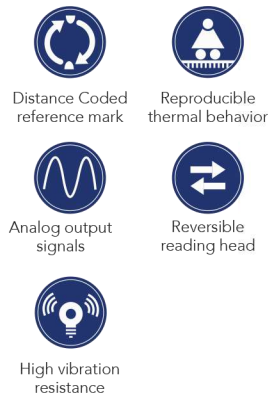 Distance Coded
reference mark
Reproducible
thermal behavior
Analog output
signals
Reversible
reading head
High vibration
resistance